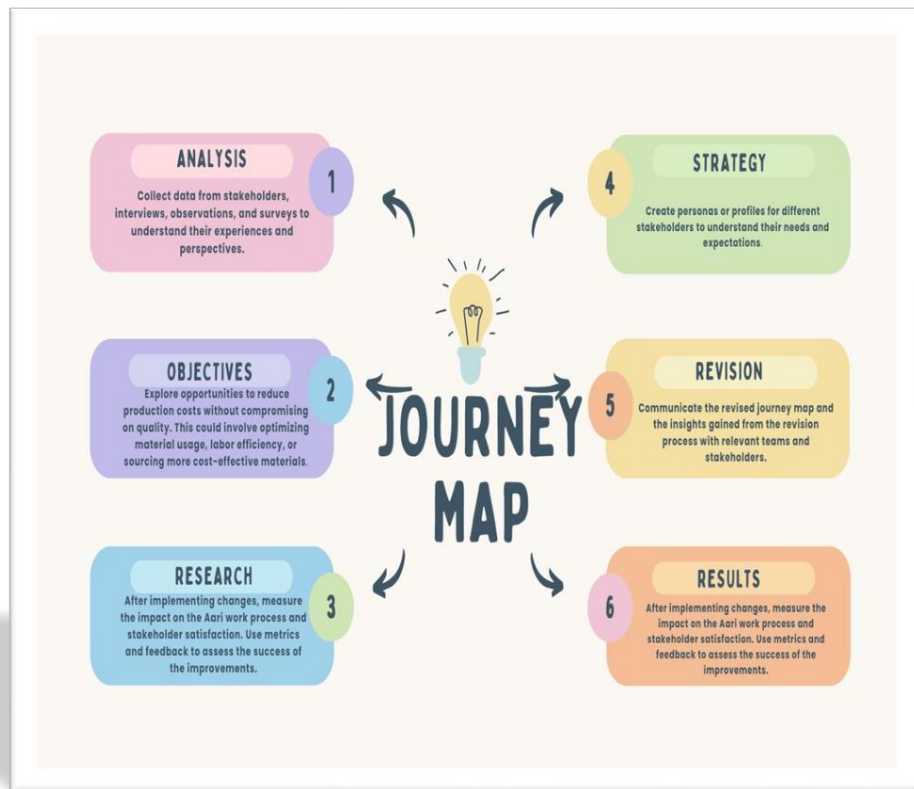 ANALYSIS
1
Collect data from stakeholders,
interviews, observations, and surveys to
understand their experiences and
perspectives.
OBJECTIVES
2
Explore opportunities to reduce
production costs without compromising
on quality. This could involve optimizing
material usage, labor efficiency, or
sourcing more cost-effective materials.
RESEARCH
3
After implementing changes, measure
the impact on the Aari work process and
stakeholder satisfaction. Use metrics
and feedback to assess the success of
the improvements.
JOURNEY
MAP
STRATEGY
4
Create personas or profiles for different
stakeholders to understand their needs and
expectations.
REVISION
5
Communicate the revised journey map and
the insights gained from the revision
process with relevant teams and
stakeholders.
RESULTS
6
After implementing changes, measure the
impact on the Aari work process and
stakeholder satisfaction. Use metrics and
feedback to assess the success of the
improvements.